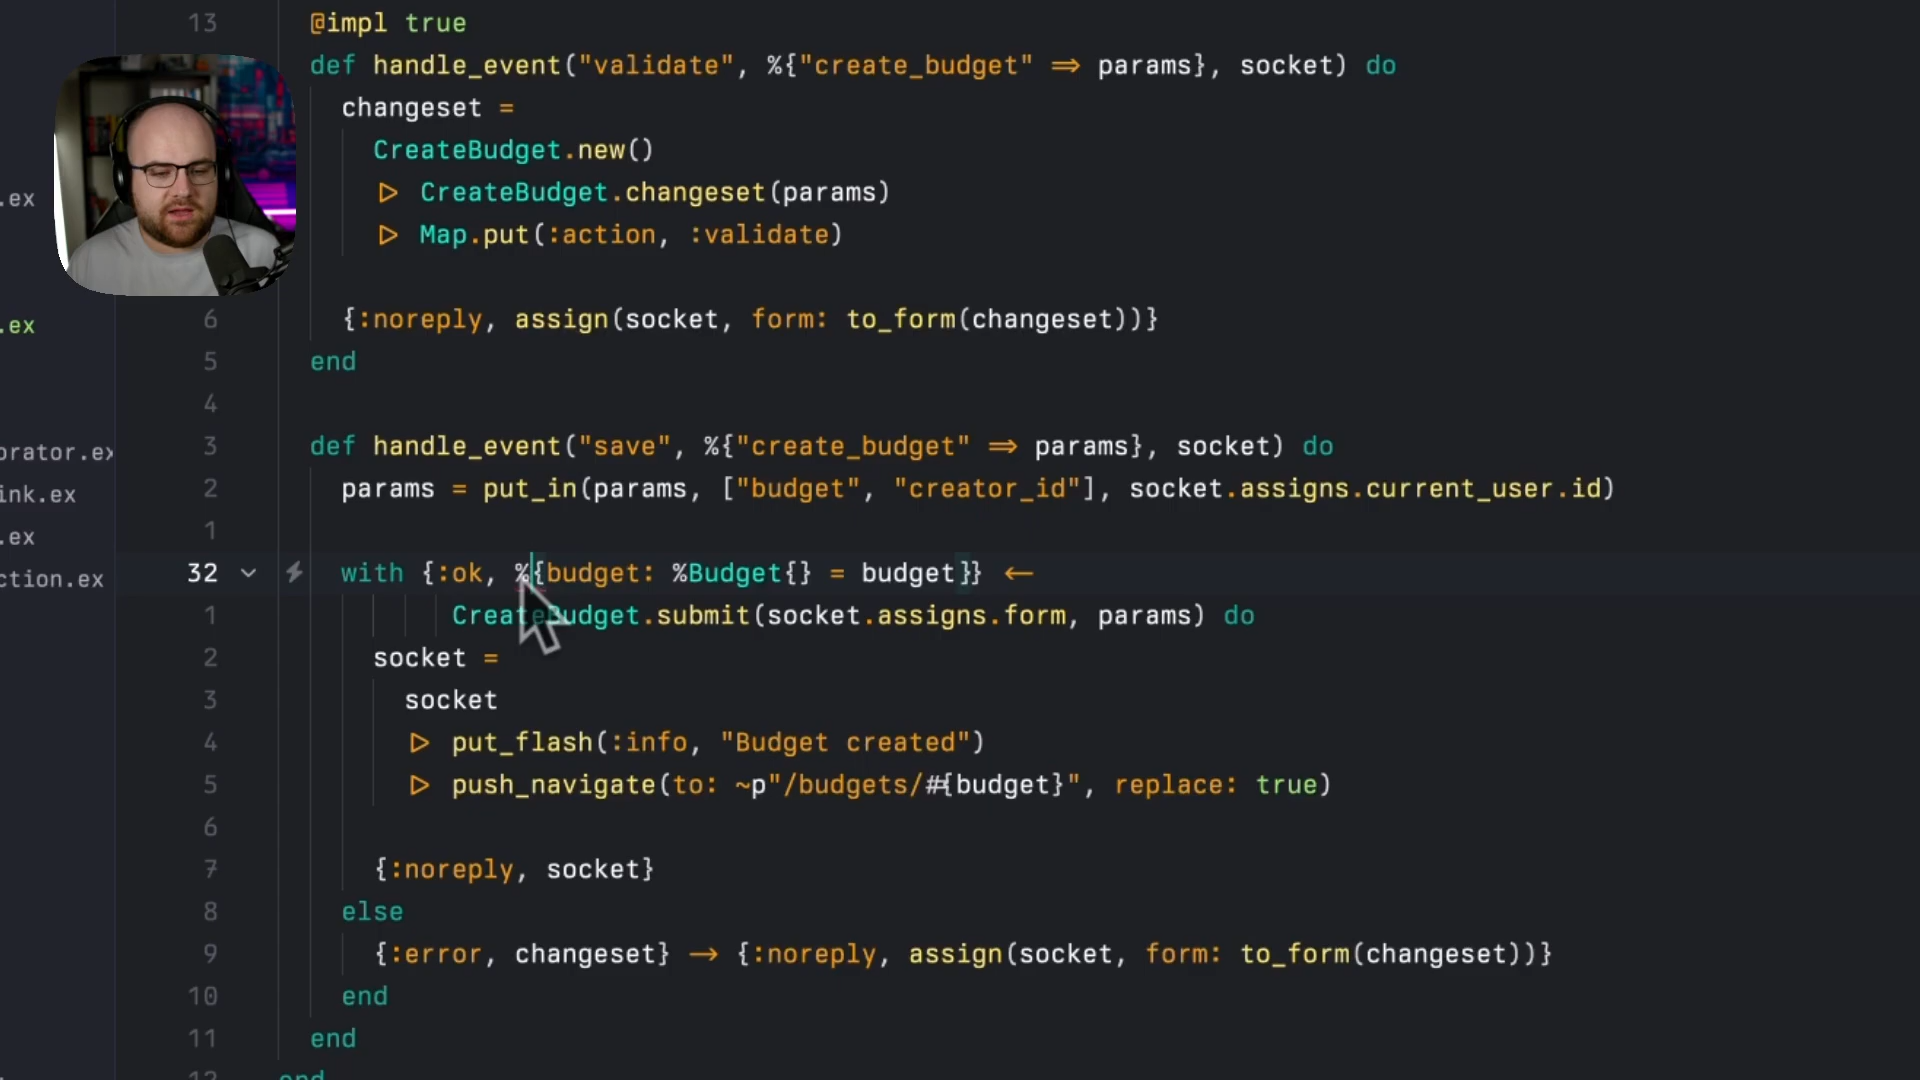 13 @impl true
def handle_event("validate", %{"create_budget" => params}, socket) do
changeset =
CreateBudget.new()
.ex |> CreateBudget.changeset(params)
|> Map.put(:action, :validate)
.ex 6 {:noreply, assign(socket, form: to_form(changeset))}
5 end
4
orator.ex 3 def handle_event("save", %{"create_budget" => params}, socket) do
ink.ex 2 params = put_in(params, ["budget", "creator_id"], socket.assigns.current_user.id)
.ex 1
ction.ex 32 with {:ok, %{budget: %Budget{} = budget}} <-
1 CreateBudget.submit(socket.assigns.form, params) do
2 socket =
3 socket
4 |> put_flash(:info, "Budget created")
5 |> push_navigate(to: ~p"/budgets/#{budget}", replace: true)
6
7 {:noreply, socket}
8 else
9 {:error, changeset} -> {:noreply, assign(socket, form: to_form(changeset))}
10 end
11 end
12 end